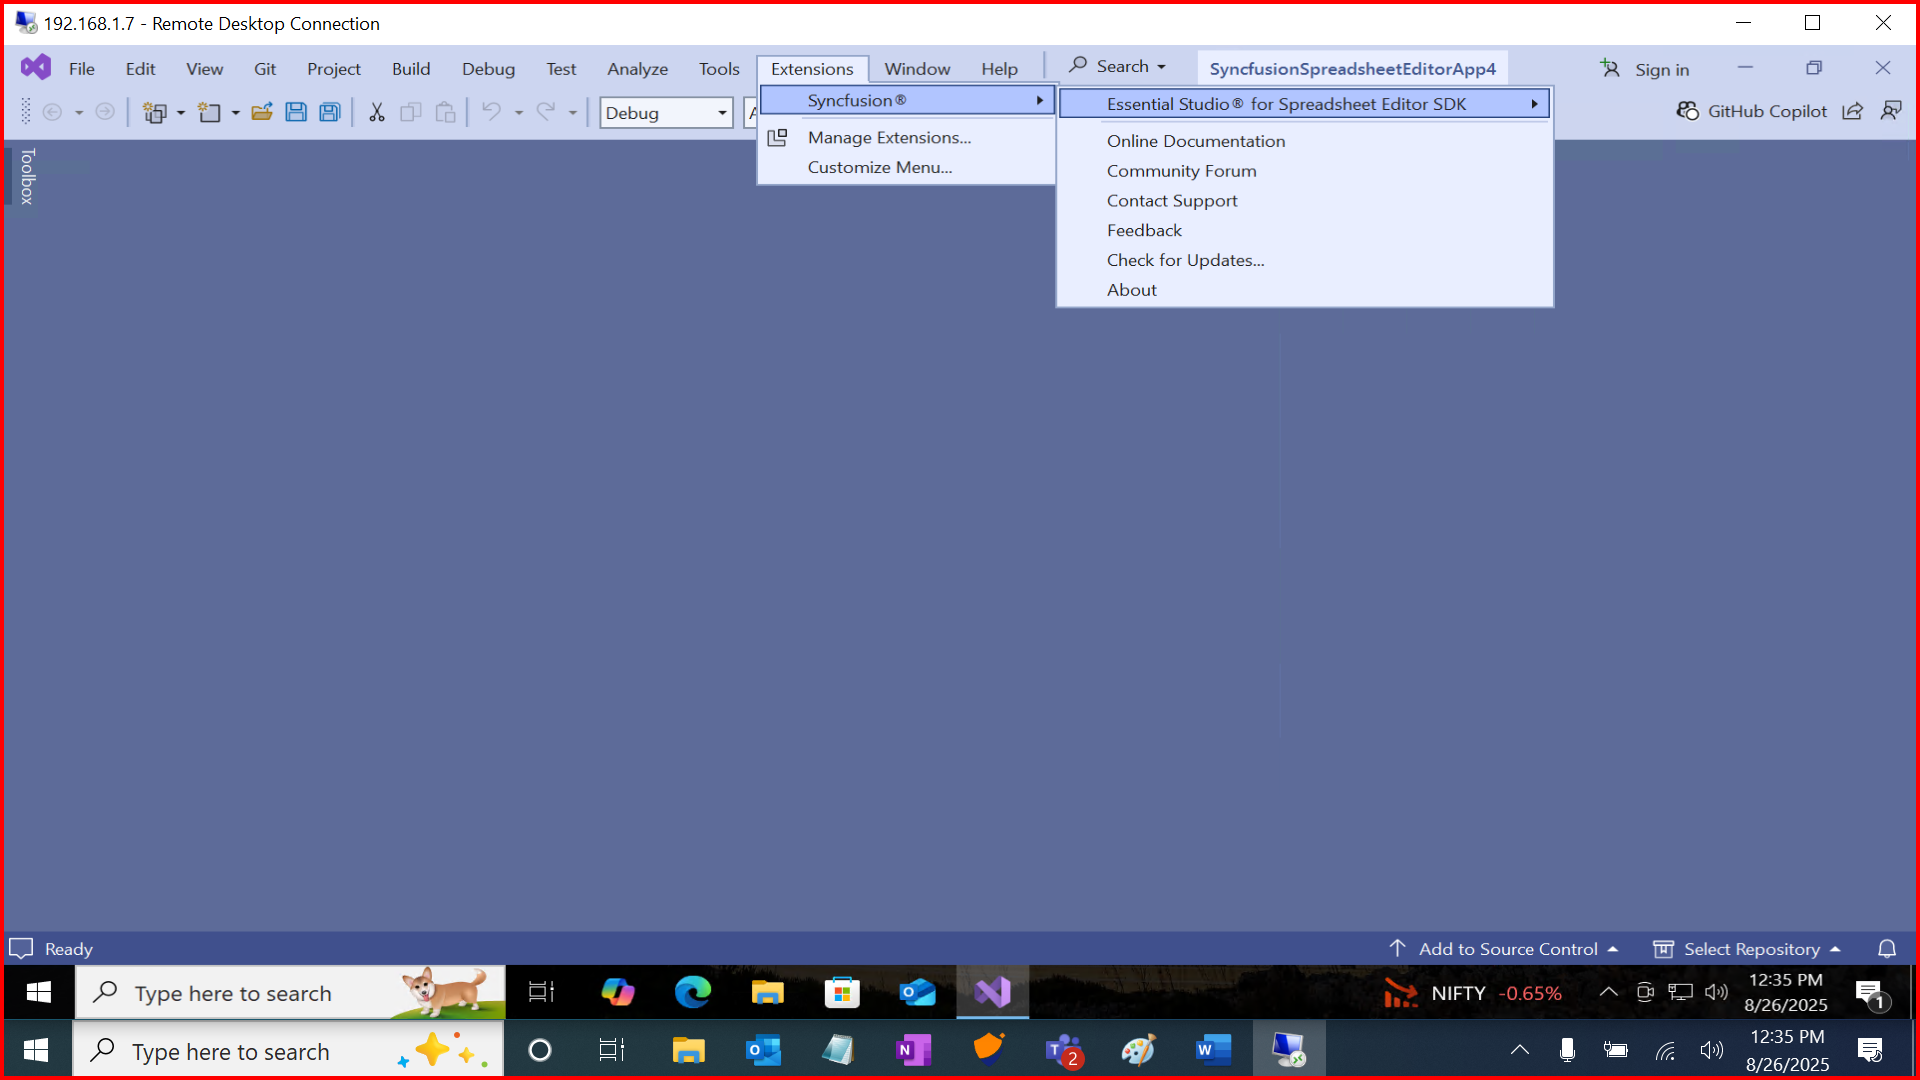 192.168.1.7 - Remote Desktop Connection
File Edit View Git Project Build Debug Test Analyze Tools Extensions Window Help Search SyncfusionSpreadsheetEditorApp4 Sign in
Debug GitHub Copilot
Syncfusion®
Manage Extensions...
Customize Menu...
Essential Studio® for Spreadsheet Editor SDK
Online Documentation
Community Forum
Contact Support
Feedback
Check for Updates...
About
Toolbox
Ready Add to Source Control Select Repository
Type here to search NIFTY -0.65% 12:35 PM
8/26/2025 1
Type here to search 2 12:35 PM
8/26/2025